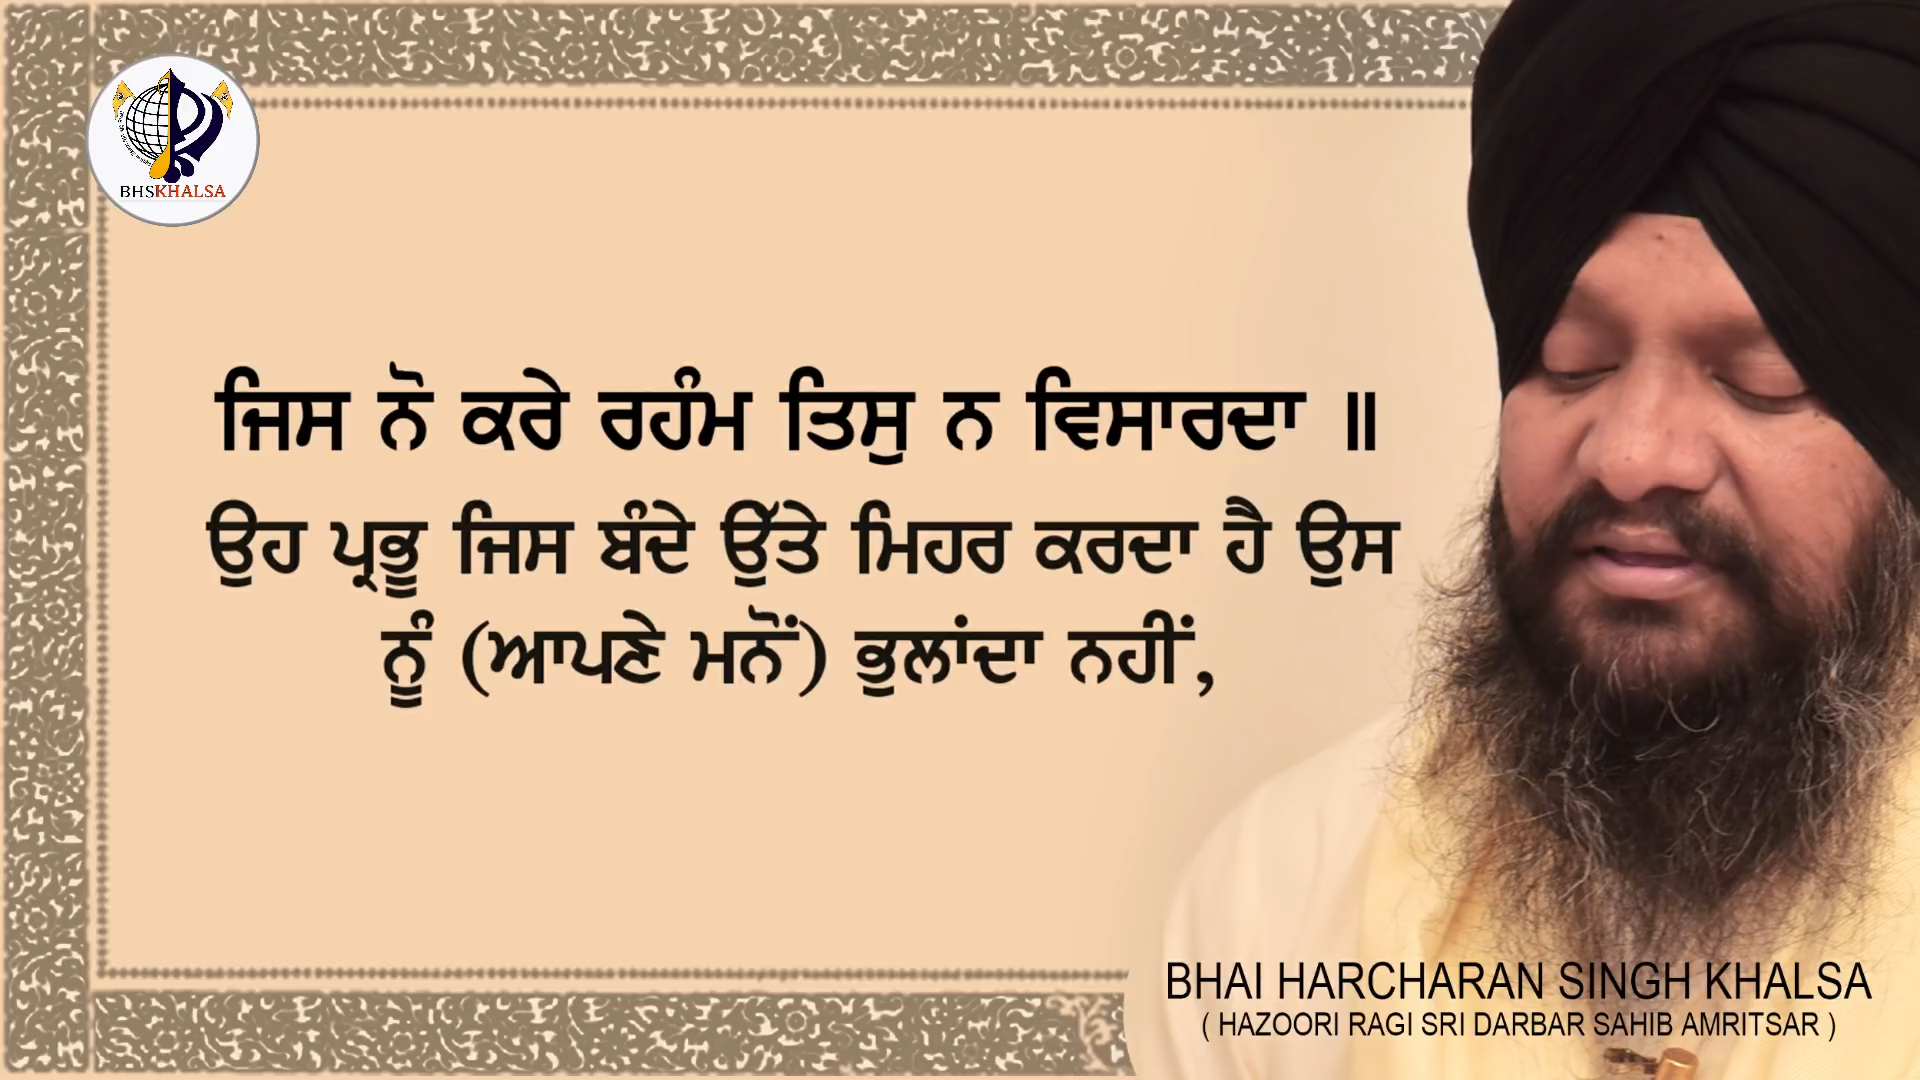 BHSKHALSA
ਜਿਸ ਨੋ ਕਰੇ ਰਹੰਮ ਤਿਸੁ ਨ ਵਿਸਾਰਦਾ ॥
ਉਹ ਪ੍ਰਭੂ ਜਿਸ ਬੰਦੇ ਉੱਤੇ ਮਿਹਰ ਕਰਦਾ ਹੈ ਉਸ
ਨੂੰ (ਆਪਣੇ ਮਨੋਂ) ਭੁਲਾਂਦਾ ਨਹੀਂ,
BHAI HARCHARAN SINGH KHALSA
( HAZOORI RAGI SRI DARBAR SAHIB AMRITSAR )